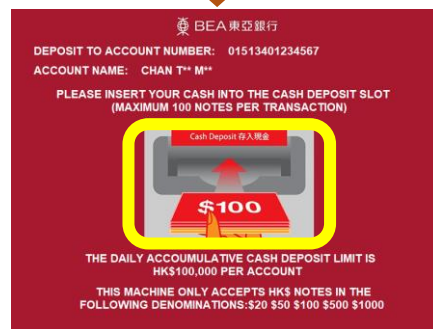 BEA東亞銀行
DEPOSIT TO ACCOUNT NUMBER: 01513401234567
ACCOUNT NAME: CHAN T** M**
PLEASE INSERT YOUR CASH INTO THE CASH DEPOSIT SLOT
(MAXIMUM 100 NOTES PER TRANSACTION)
Cash Deposit 存入現金
$100
THE DAILY ACCOUMULATIVE CASH DEPOSIT LIMIT IS
HK$100,000 PER ACCOUNT
THIS MACHINE ONLY ACCEPTS HK$ NOTES IN THE
FOLLOWING DENOMINATIONS:$20 $50 $100 $500 $1000